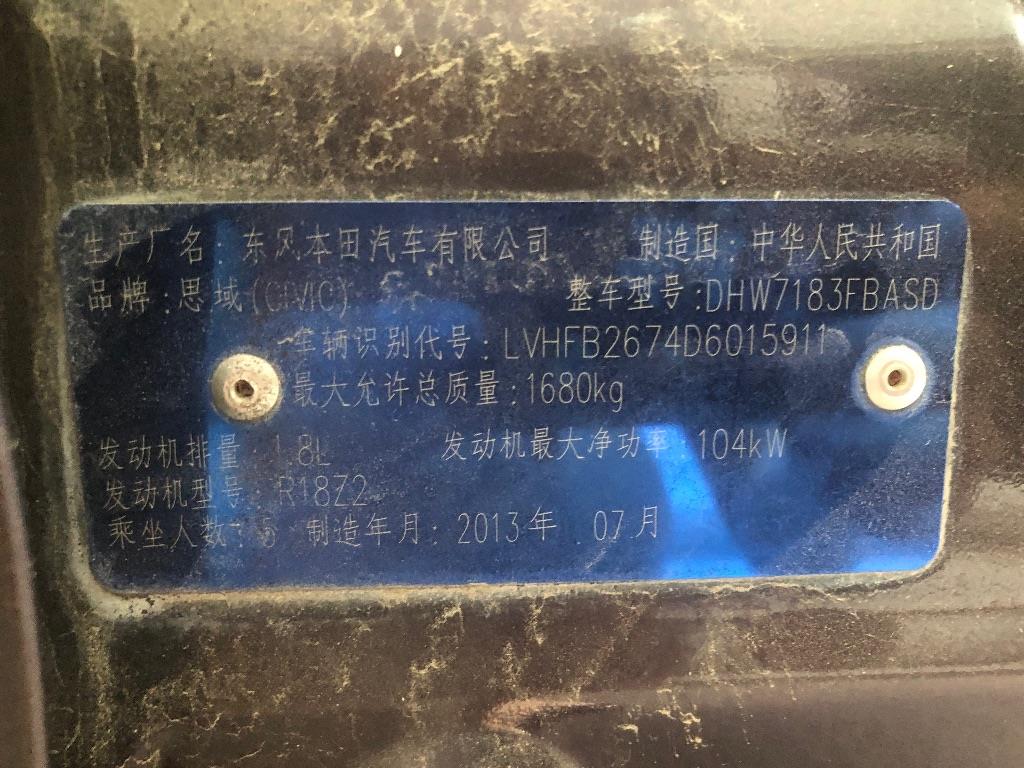 生产厂名：东风本田汽车有限公司 制造国：中华人民共和国
品牌：思域(CIVIC) 整车型号：DHW7183FBASD
车辆识别代号：LVHFB2674D6015911
最大允许总质量：1680kg
发动机排量：1.8L 发动机最大净功率：104kW
发动机型号：R18Z2
乘坐人数：5 制造年月：2013年 07月